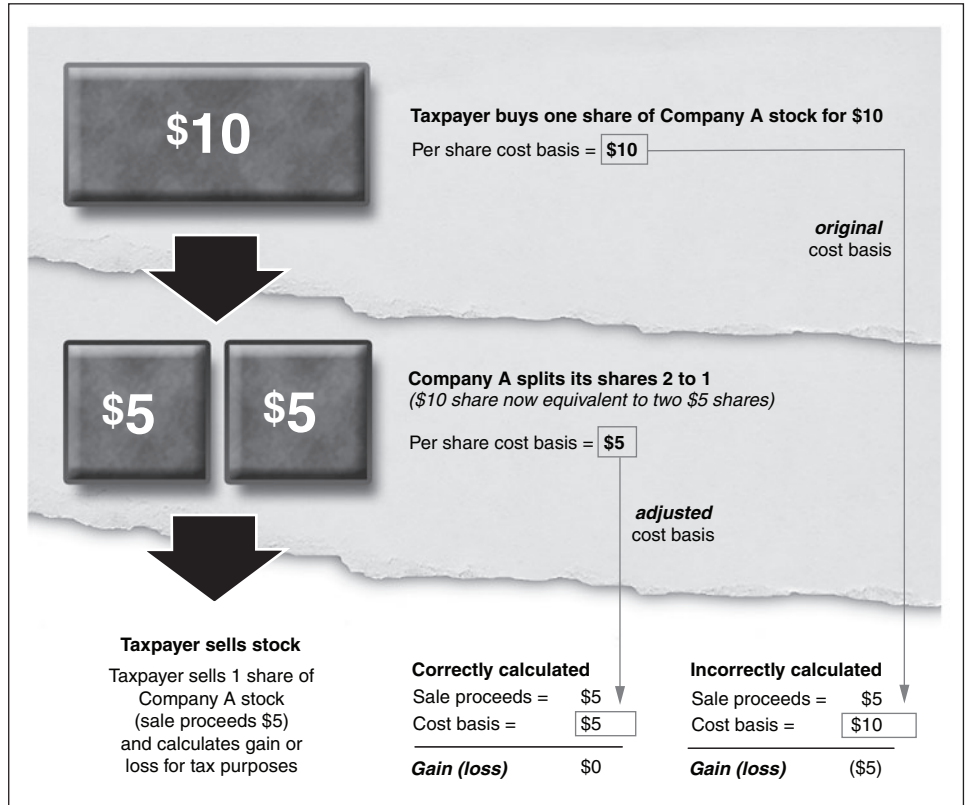 $10
Taxpayer buys one share of Company A stock for $10
Per share cost basis = $10
original
cost basis
$5
$5
Company A splits its shares 2 to 1
($10 share now equivalent to two $5 shares)
Per share cost basis = $5
adjusted
cost basis
Taxpayer sells stock
Taxpayer sells 1 share of
Company A stock
(sale proceeds $5)
and calculates gain or
loss for tax purposes
Correctly calculated
Sale proceeds = $5
Cost basis = $5
Gain (loss) $0
Incorrectly calculated
Sale proceeds = $5
Cost basis = $10
Gain (loss) ($5)